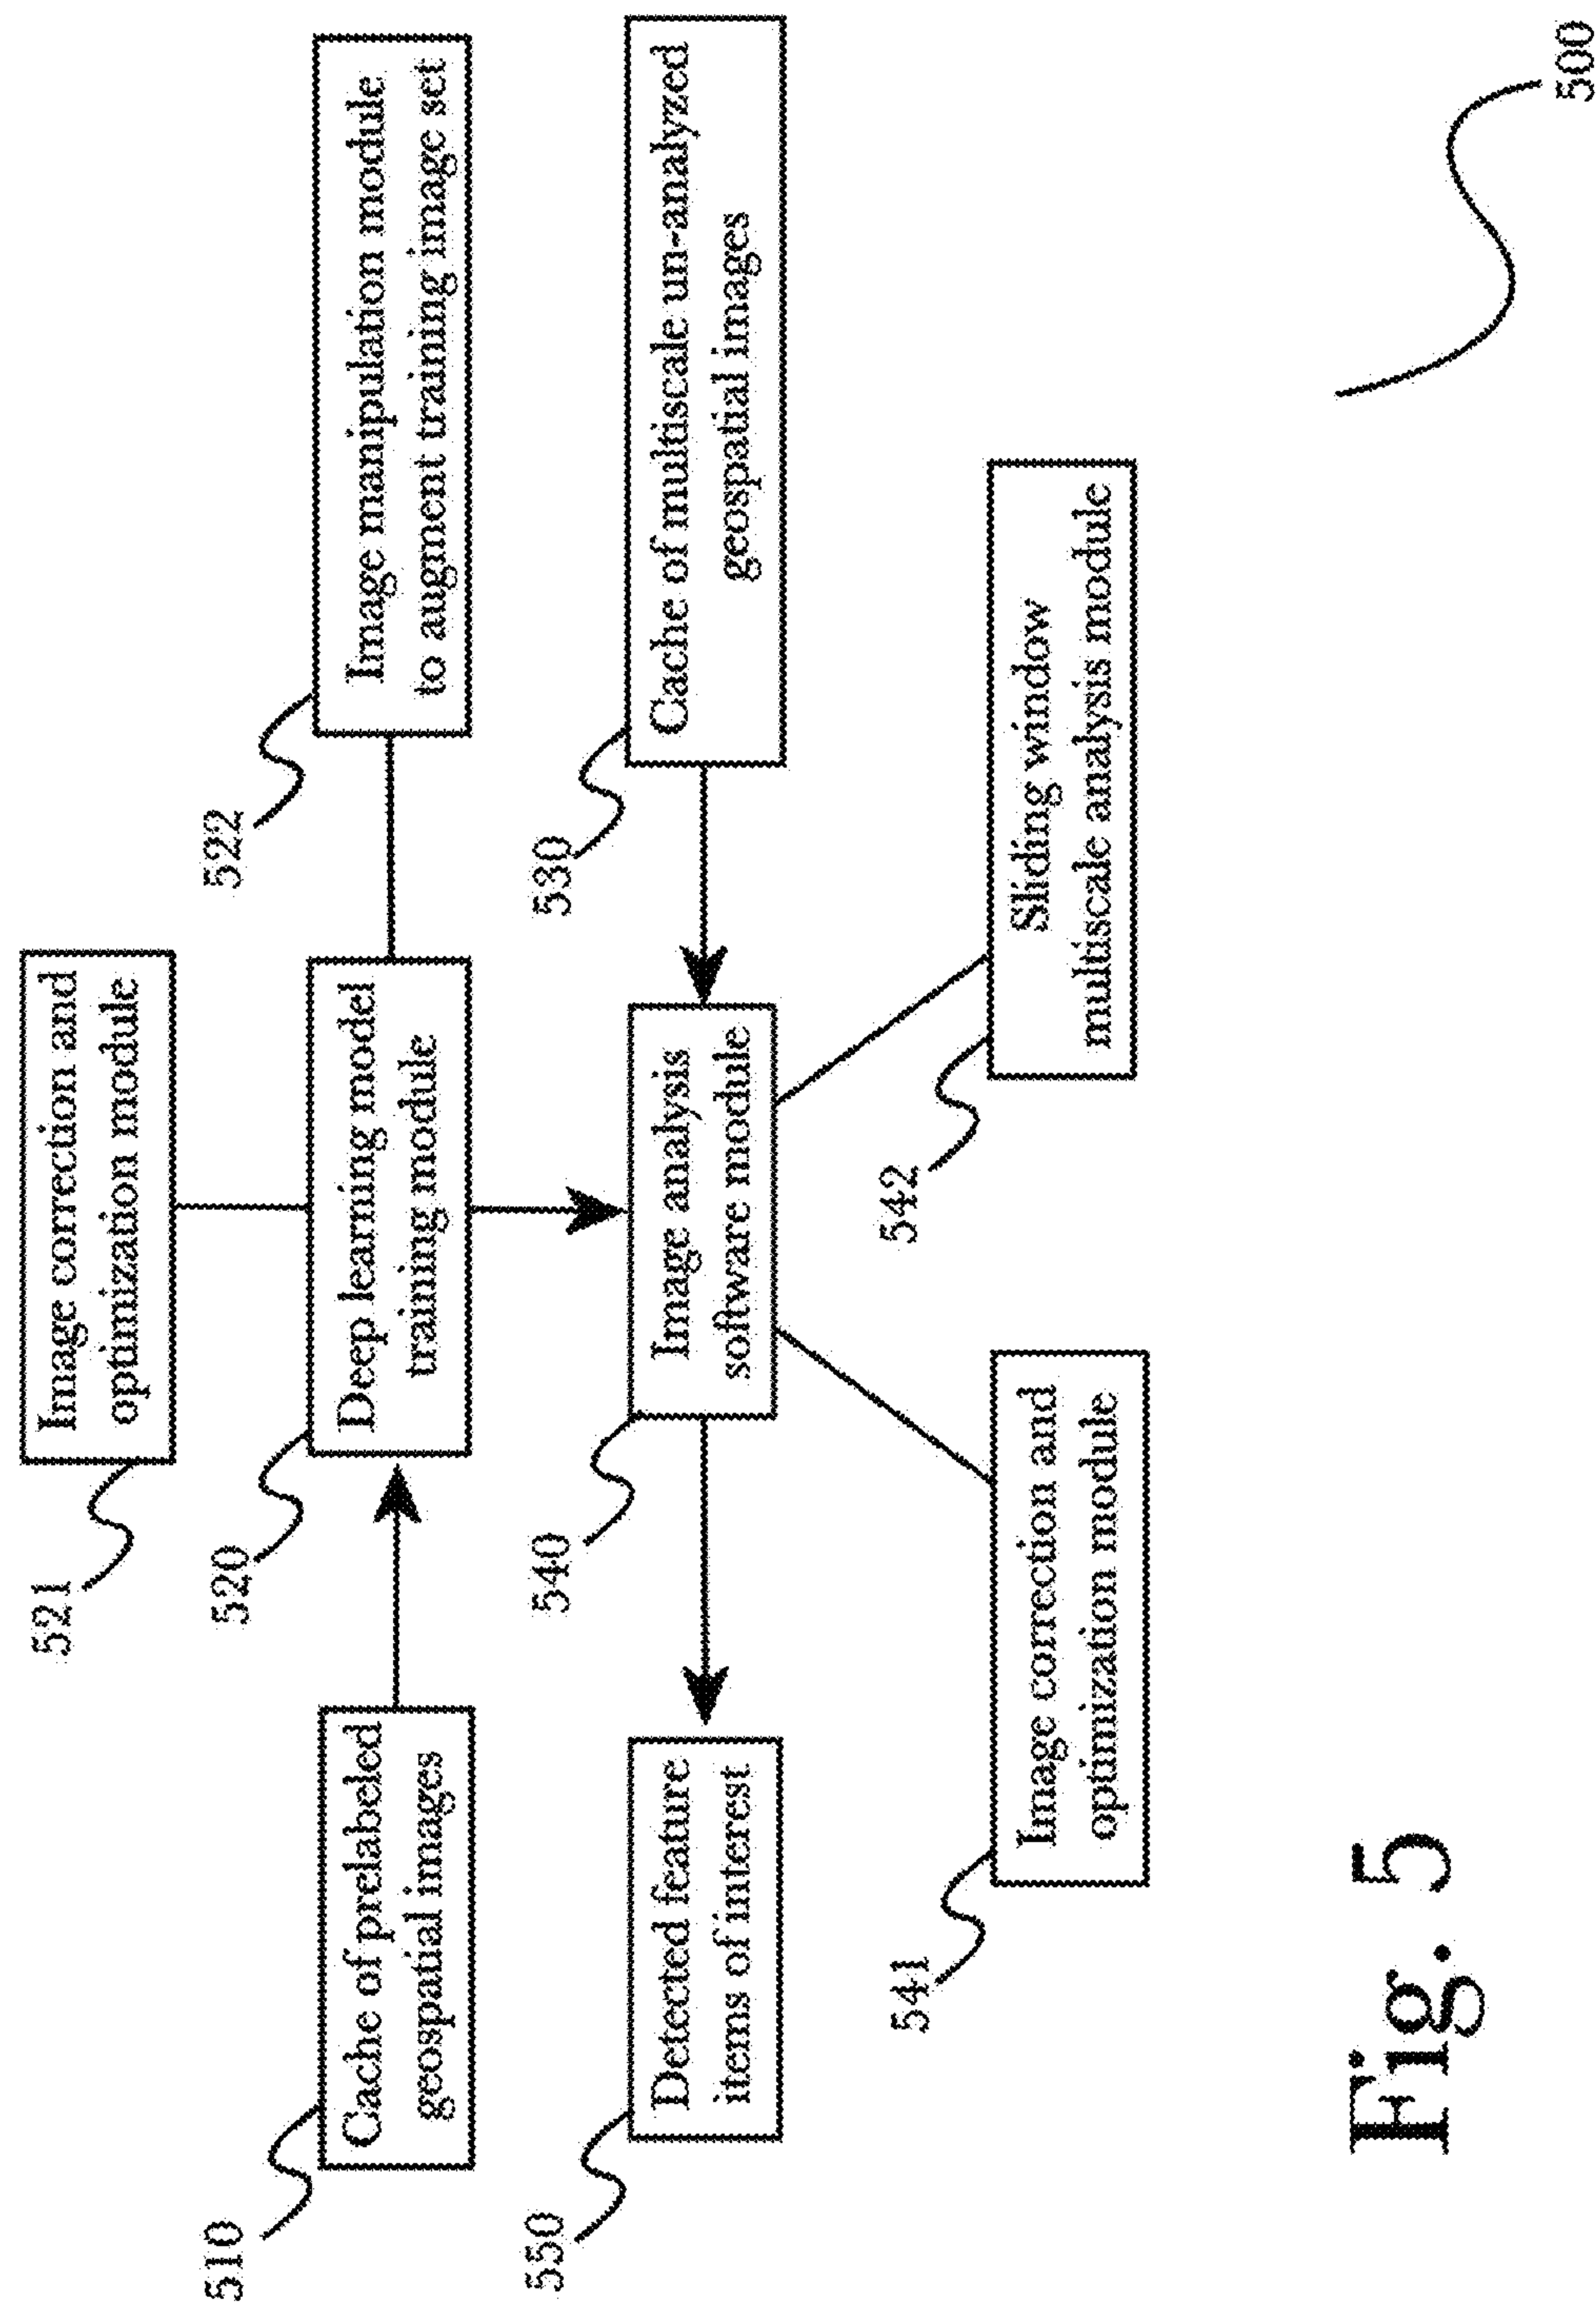 521
Image correction and
optimization module
510
Cache of prelabeled
geospatial images
520
Deep learning model
training module
522
Image manipulation module
to augment training image set
550
Detected feature
items of interest
540
Image analysis
software module
530
Cache of multiscale un-analyzed
geospatial images
541
Image correction and
optimization module
542
Sliding window
multiscale analysis module
Fig. 5
500